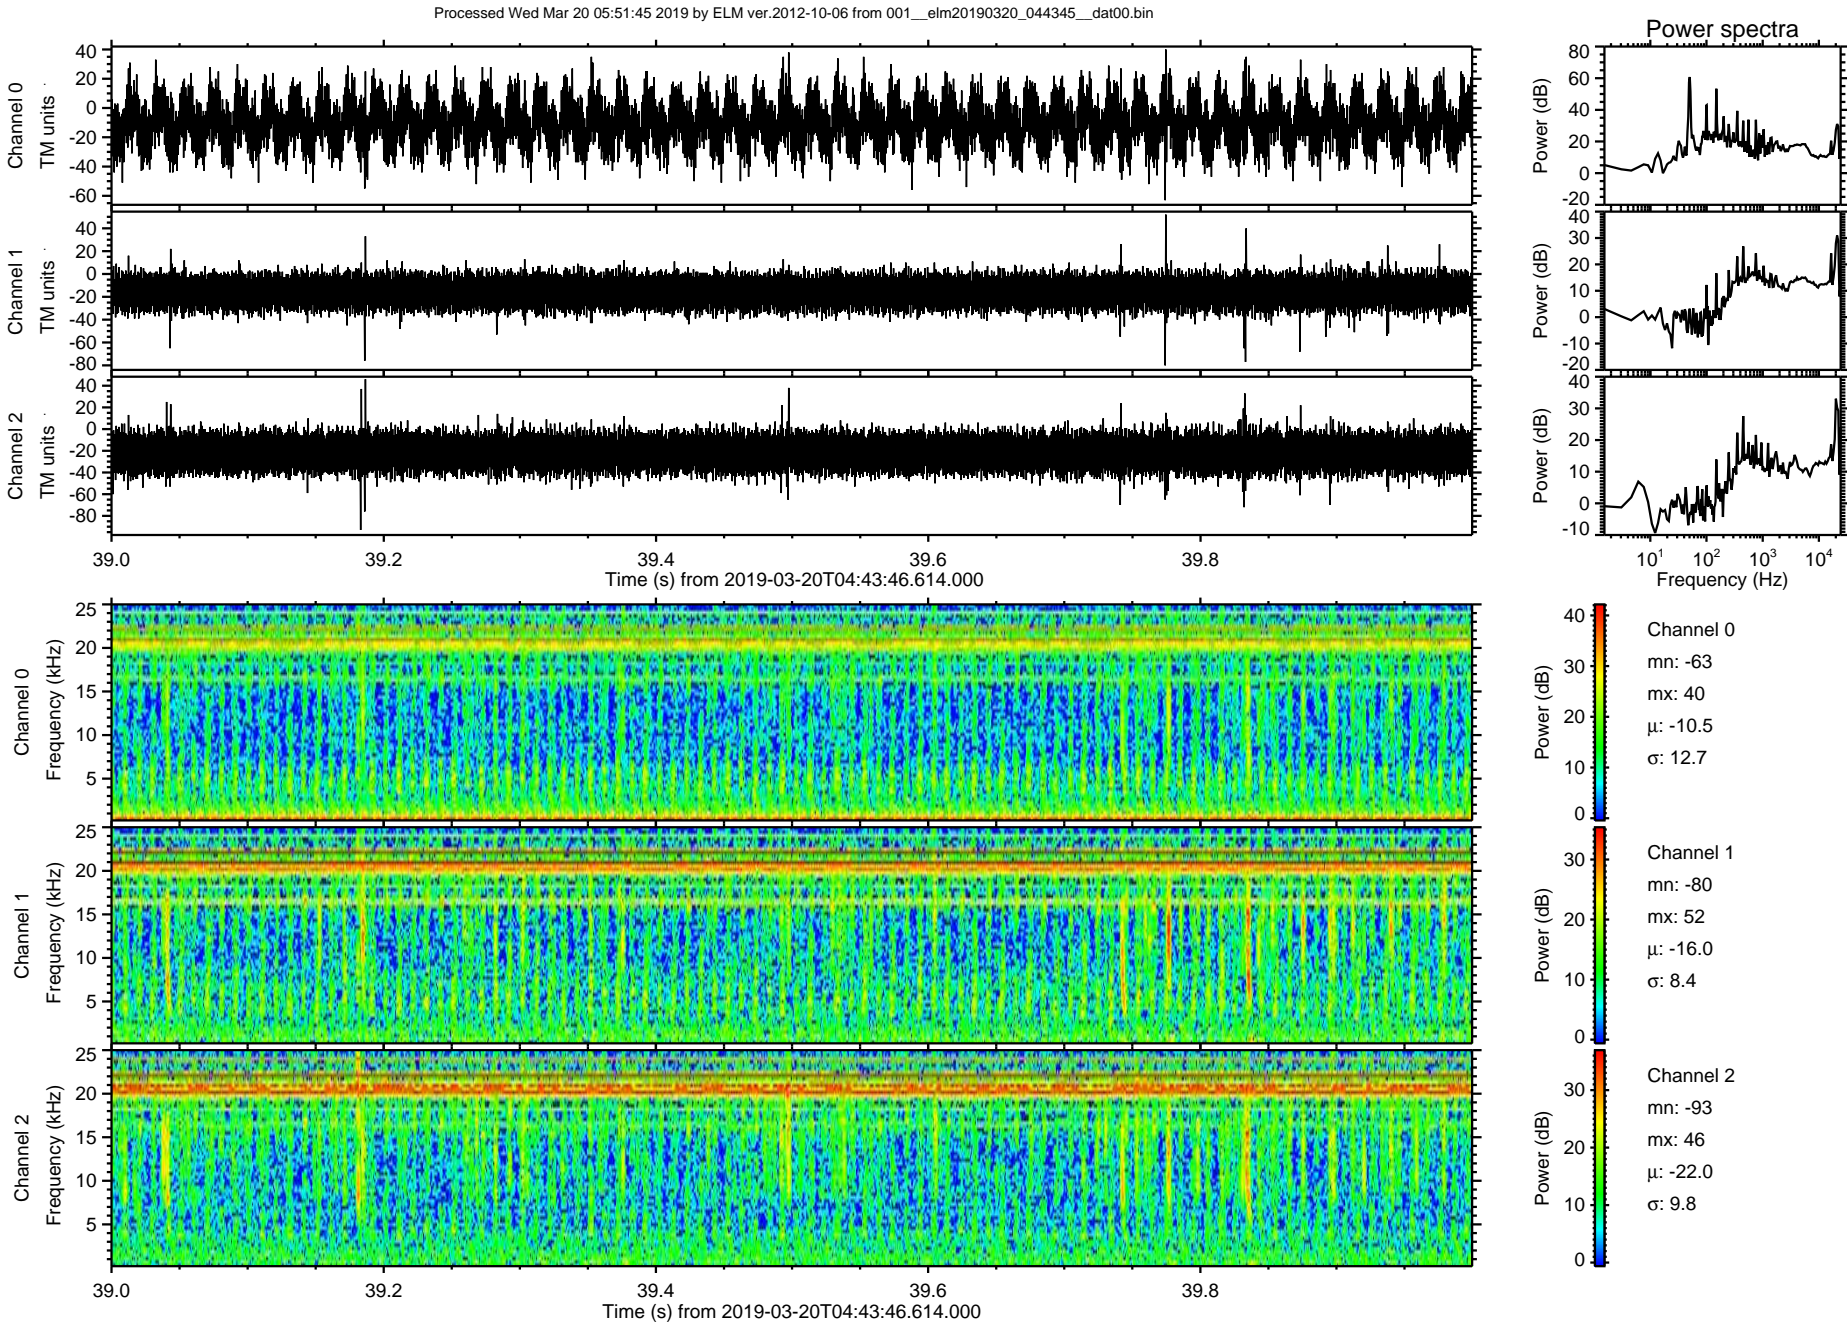 Processed Wed Mar 20 05:51:45 2019 by ELM ver.2012-10-06 from 001__elm20190320_044345__dat00.bin
Power spectra
Channel 0
TM units
40
20
0
-20
-40
-60
Power (dB)
80
60
40
20
0
-20
Channel 1
TM units
40
20
0
-20
-40
-60
-80
Power (dB)
40
30
20
10
0
-10
-20
Channel 2
TM units
40
20
0
-20
-40
-60
-80
Power (dB)
40
30
20
10
0
-10
39.0 39.2 39.4 39.6 39.8
Time (s) from 2019-03-20T04:43:46.614.000
10^1 10^2 10^3 10^4
Frequency (Hz)
Channel 0
Frequency (kHz)
25
20
15
10
5
Power (dB)
40
30
20
10
0
Channel 0
mn: -63
mx: 40
μ: -10.5
σ: 12.7
Channel 1
Frequency (kHz)
25
20
15
10
5
Power (dB)
30
20
10
0
Channel 1
mn: -80
mx: 52
μ: -16.0
σ: 8.4
Channel 2
Frequency (kHz)
25
20
15
10
5
Power (dB)
30
20
10
0
Channel 2
mn: -93
mx: 46
μ: -22.0
σ: 9.8
39.0 39.2 39.4 39.6 39.8
Time (s) from 2019-03-20T04:43:46.614.000